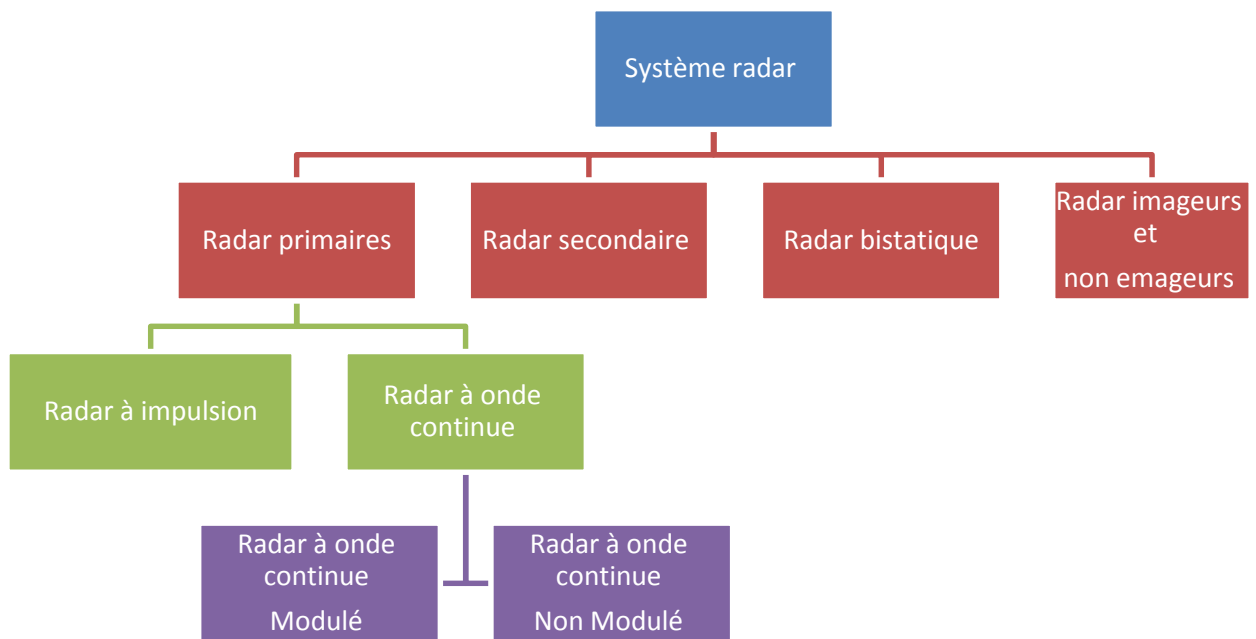 Système radar
Radar primaires
Radar secondaire
Radar bistatique
Radar imageurs
et
non emageurs
Radar à impulsion
Radar à onde
continue
Radar à onde
continue
Modulé
Radar à onde
continue
Non Modulé